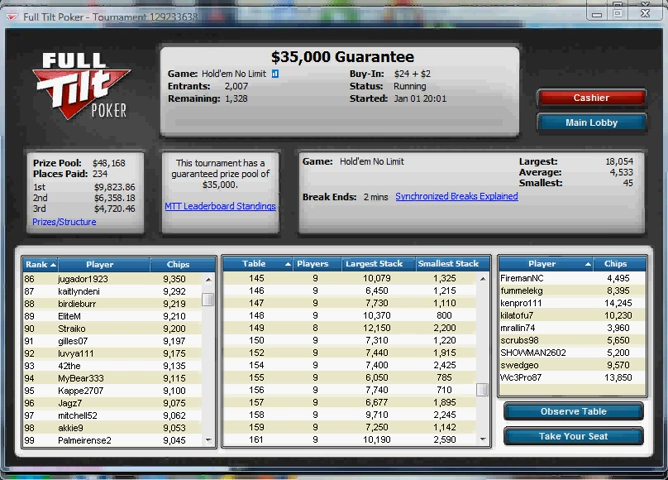 Full Tilt Poker - Tournament 129233638
FULL
TiLT
POKER
$35,000 Guarantee
Game: Hold'em No Limit Buy-In: $24 + $2
Entrants: 2,007 Status: Running
Remaining: 1,328 Started: Jan 01 20:01
Cashier
Main Lobby
Prize Pool: $48,168
Places Paid: 234
1st $9,823.86
2nd $6,358.18
3rd $4,720.46
Prizes/Structure
This tournament has a
guaranteed prize pool of
$35,000.
MTT Leaderboard Standings
Game: Hold'em No Limit Largest: 18,054
Average: 4,533
Smallest: 45
Break Ends: 2 mins Synchronized Breaks Explained
Rank Player Chips
86 jugador1923 9,350
87 kaitlyndeni 9,292
88 birdieburr 9,219
89 EliteM 9,210
90 Straiko 9,200
91 gilles07 9,197
92 luvya111 9,175
93 42the 9,135
94 MyBear333 9,115
95 Kappe2707 9,100
96 Jagz7 9,075
97 mitchell52 9,062
98 akkie9 9,053
99 Palmeirense2 9,045
Table Players Largest Stack Smallest Stack
145 9 10,079 1,325
146 9 6,450 1,215
147 9 7,730 1,110
148 9 10,370 800
149 8 12,150 2,200
150 9 7,310 1,220
152 9 7,440 1,915
154 9 7,400 2,425
155 9 6,050 785
156 9 7,740 710
157 9 6,677 1,895
158 9 9,710 2,245
159 9 7,250 1,142
161 9 10,190 2,590
Player Chips
FiremanNC 4,495
fummelekg 8,395
kenpro111 14,245
kilatofu7 10,230
mrallin74 3,960
scrubs98 5,650
SHOWMAN2602 5,200
swedgeo 9,570
Wc3Pro87 13,850
Observe Table
Take Your Seat